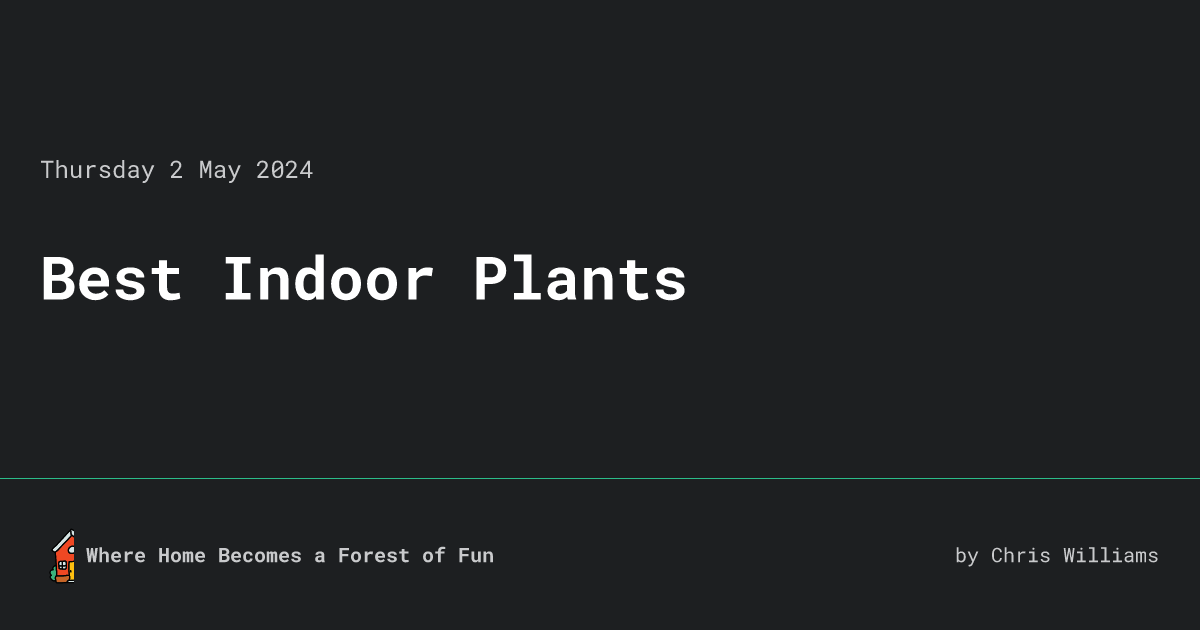 Thursday 2 May 2024
Best Indoor Plants
Where Home Becomes a Forest of Fun
by Chris Williams